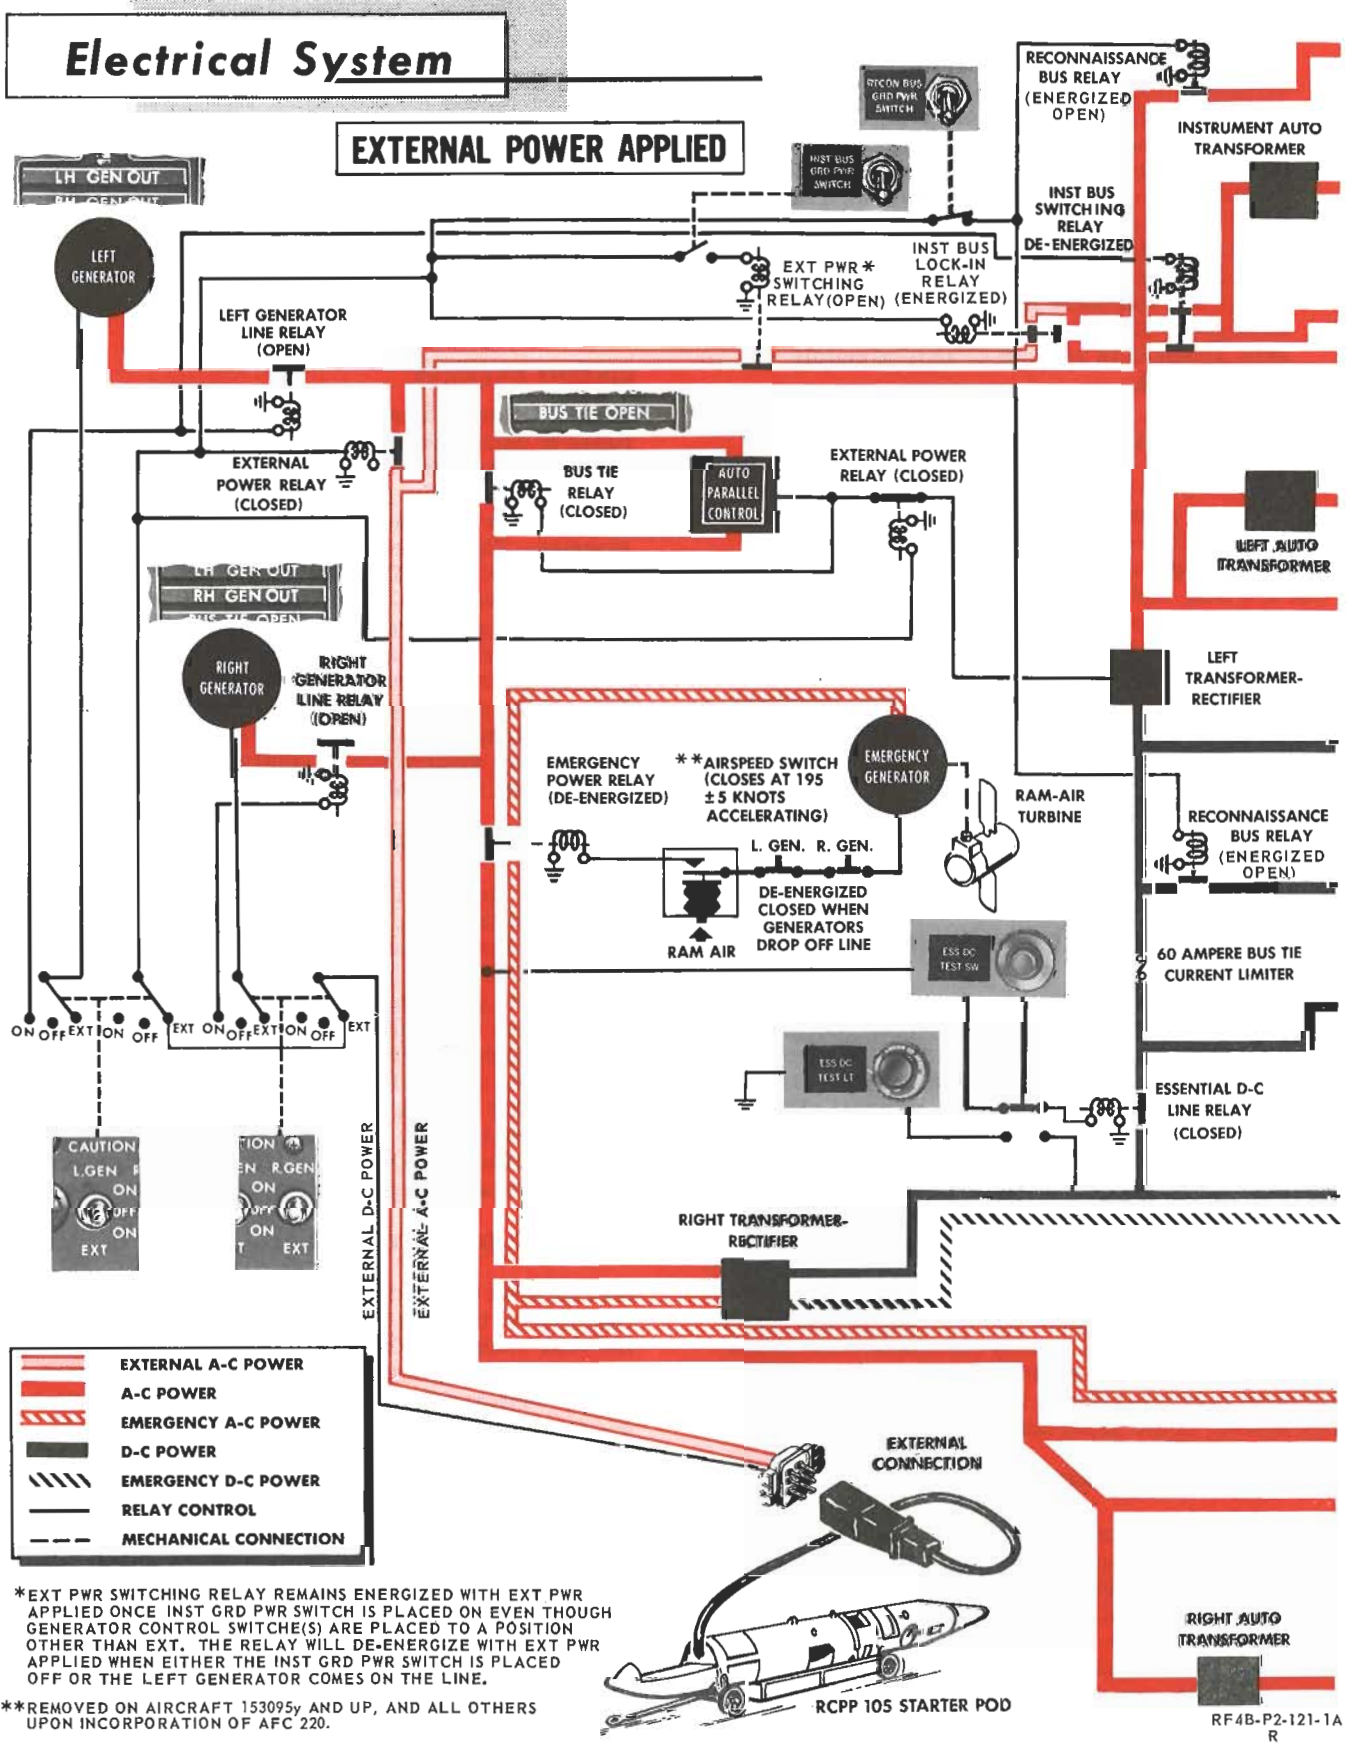 Electrical System
EXTERNAL POWER APPLIED
RECON BUS
GRD PWR
SWITCH
INST BUS
GRD PWR
SWITCH
RECONNAISSANCE
BUS RELAY
(ENERGIZED
OPEN)
INSTRUMENT AUTO
TRANSFORMER
LH GEN OUT
RH GEN OUT
LEFT
GENERATOR
INST BUS
SWITCHING
RELAY
DE-ENERGIZED
INST BUS
LOCK-IN
RELAY
(ENERGIZED)
EXT PWR*
SWITCHING
RELAY (OPEN)
LEFT GENERATOR
LINE RELAY
(OPEN)
BUS TIE OPEN
EXTERNAL
POWER RELAY
(CLOSED)
BUS TIE
RELAY
(CLOSED)
AUTO
PARALLEL
CONTROL
EXTERNAL POWER
RELAY (CLOSED)
LEFT AUTO
TRANSFORMER
LH GEN OUT
RH GEN OUT
BUS TIE OPEN
RIGHT
GENERATOR
RIGHT
GENERATOR
LINE RELAY
(OPEN)
LEFT
TRANSFORMER-
RECTIFIER
EMERGENCY
POWER RELAY
(DE-ENERGIZED)
**AIRSPEED SWITCH
(CLOSES AT 195
±5 KNOTS
ACCELERATING)
EMERGENCY
GENERATOR
RAM-AIR
TURBINE
RECONNAISSANCE
BUS RELAY
(ENERGIZED
OPEN)
L. GEN. R. GEN.
DE-ENERGIZED
CLOSED WHEN
GENERATORS
DROP OFF LINE
RAM AIR
ESS DC
TEST SW
60 AMPERE BUS TIE
CURRENT LIMITER
ON OFF EXT ON OFF EXT ON OFF EXT ON OFF EXT
ESS DC
TEST LT
ESSENTIAL D-C
LINE RELAY
(CLOSED)
CAUTION
L.GEN R
ON
OFF
ON
EXT
TION
EN R.GEN
ON
OFF
ON
T EXT
EXTERNAL D-C POWER
EXTERNAL A-C POWER
RIGHT TRANSFORMER-
RECTIFIER
EXTERNAL A-C POWER
A-C POWER
EMERGENCY A-C POWER
D-C POWER
EMERGENCY D-C POWER
RELAY CONTROL
MECHANICAL CONNECTION
EXTERNAL
CONNECTION
*EXT PWR SWITCHING RELAY REMAINS ENERGIZED WITH EXT PWR
APPLIED ONCE INST GRD PWR SWITCH IS PLACED ON EVEN THOUGH
GENERATOR CONTROL SWITCHE(S) ARE PLACED TO A POSITION
OTHER THAN EXT. THE RELAY WILL DE-ENERGIZE WITH EXT PWR
APPLIED WHEN EITHER THE INST GRD PWR SWITCH IS PLACED
OFF OR THE LEFT GENERATOR COMES ON THE LINE.
**REMOVED ON AIRCRAFT 153095y AND UP, AND ALL OTHERS
UPON INCORPORATION OF AFC 220.
RCPP 105 STARTER POD
RIGHT AUTO
TRANSFORMER
RF4B-P2-121-1A
R